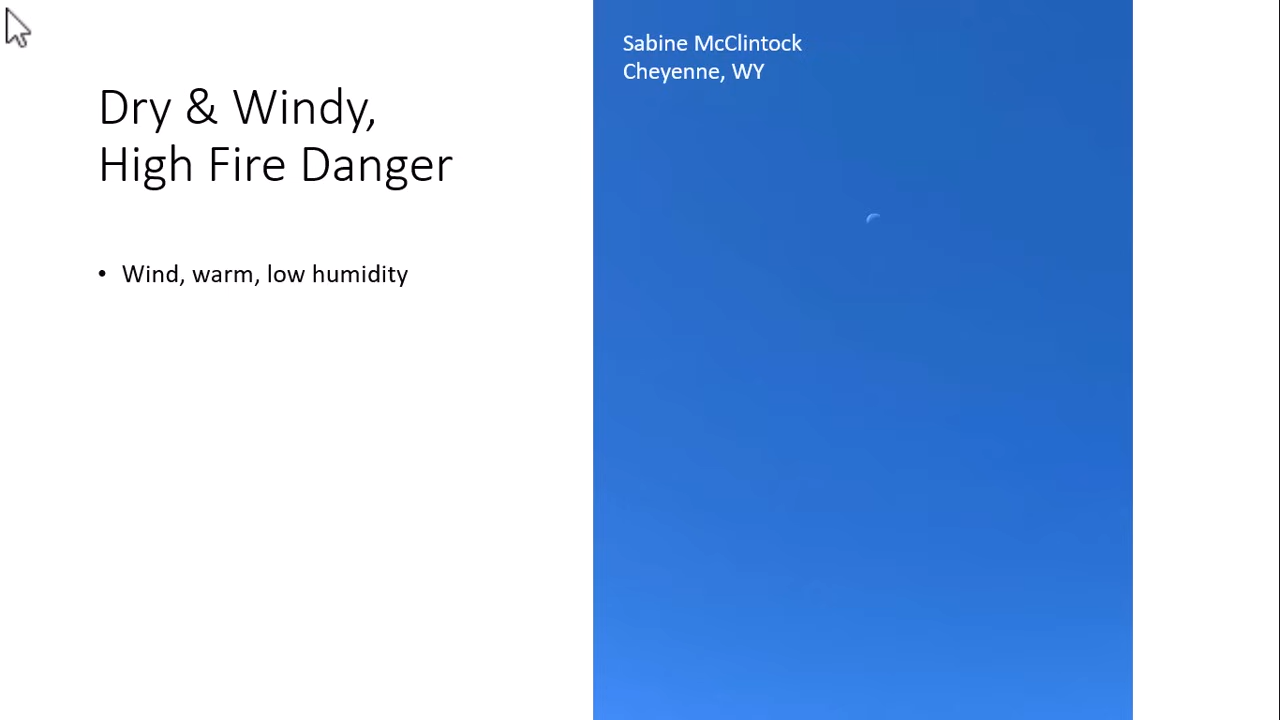 Dry & Windy,
High Fire Danger
• Wind, warm, low humidity
Sabine McClintock
Cheyenne, WY